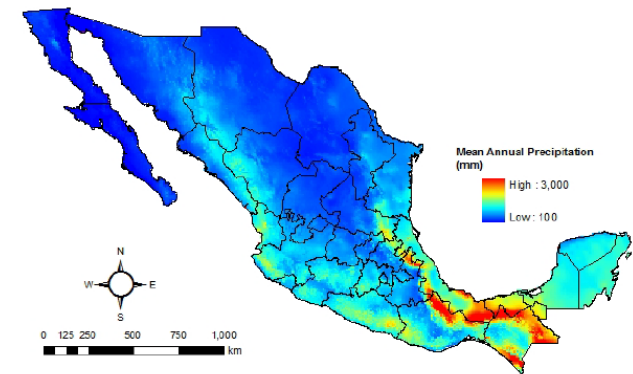 Mean Annual Precipitation
(mm)
High : 3,000
Low : 100
N
W E
S
0 125 250 500 750 1,000
km